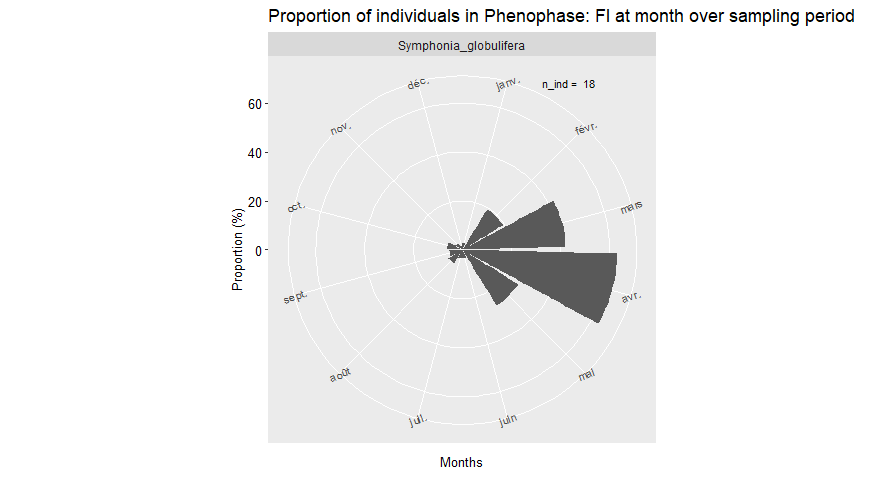 Proportion of individuals in Phenophase: Fl at month over sampling period
Symphonia_globulifera
n_ind = 18
janv.
févr.
mars
avr.
mai
juin
juil.
août
sept.
oct.
nov.
déc.
60
40
20
0
Proportion (%)
Months